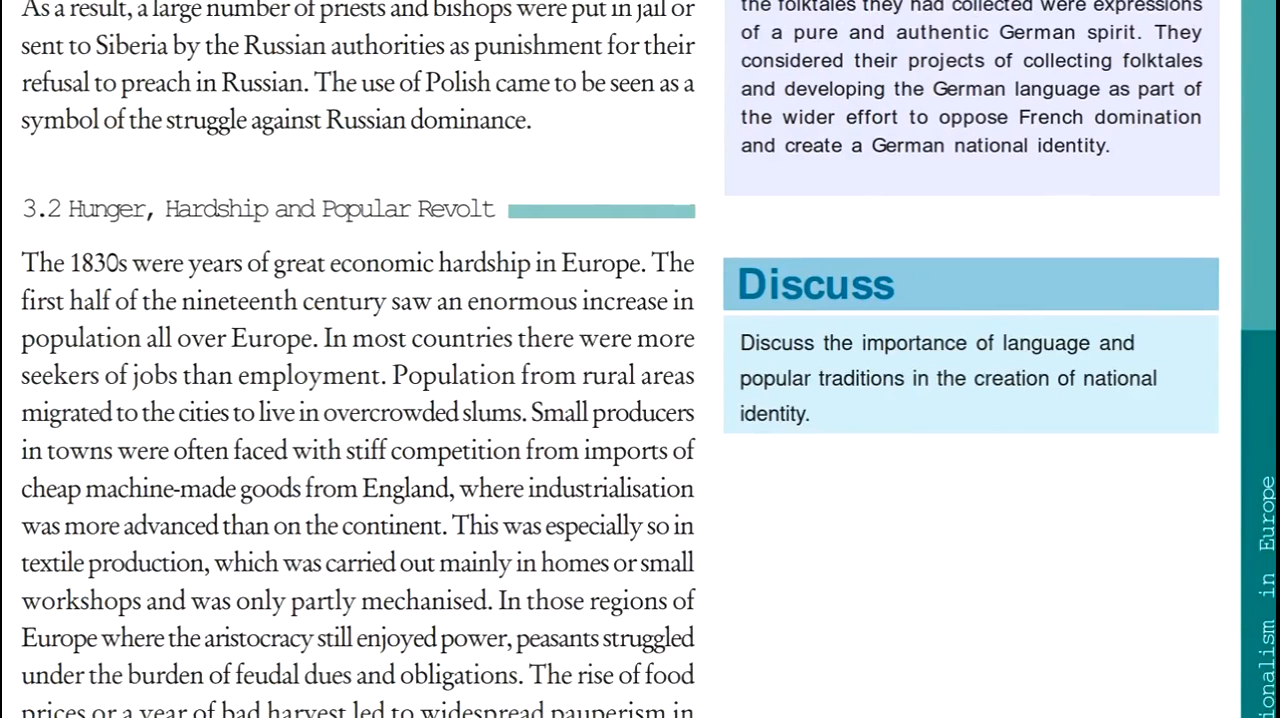 As a result, a large number of priests and bishops were put in jail or
sent to Siberia by the Russian authorities as punishment for their
refusal to preach in Russian. The use of Polish came to be seen as a
symbol of the struggle against Russian dominance.
3.2 Hunger, Hardship and Popular Revolt
The 1830s were years of great economic hardship in Europe. The
first half of the nineteenth century saw an enormous increase in
population all over Europe. In most countries there were more
seekers of jobs than employment. Population from rural areas
migrated to the cities to live in overcrowded slums. Small producers
in towns were often faced with stiff competition from imports of
cheap machine-made goods from England, where industrialisation
was more advanced than on the continent. This was especially so in
textile production, which was carried out mainly in homes or small
workshops and was only partly mechanised. In those regions of
Europe where the aristocracy still enjoyed power, peasants struggled
under the burden of feudal dues and obligations. The rise of food
prices or a year of bad harvest led to widespread pauperism in
the folktales they had collected were expressions
of a pure and authentic German spirit. They
considered their projects of collecting folktales
and developing the German language as part of
the wider effort to oppose French domination
and create a German national identity.
Discuss
Discuss the importance of language and
popular traditions in the creation of national
identity.
ionalism in Europe